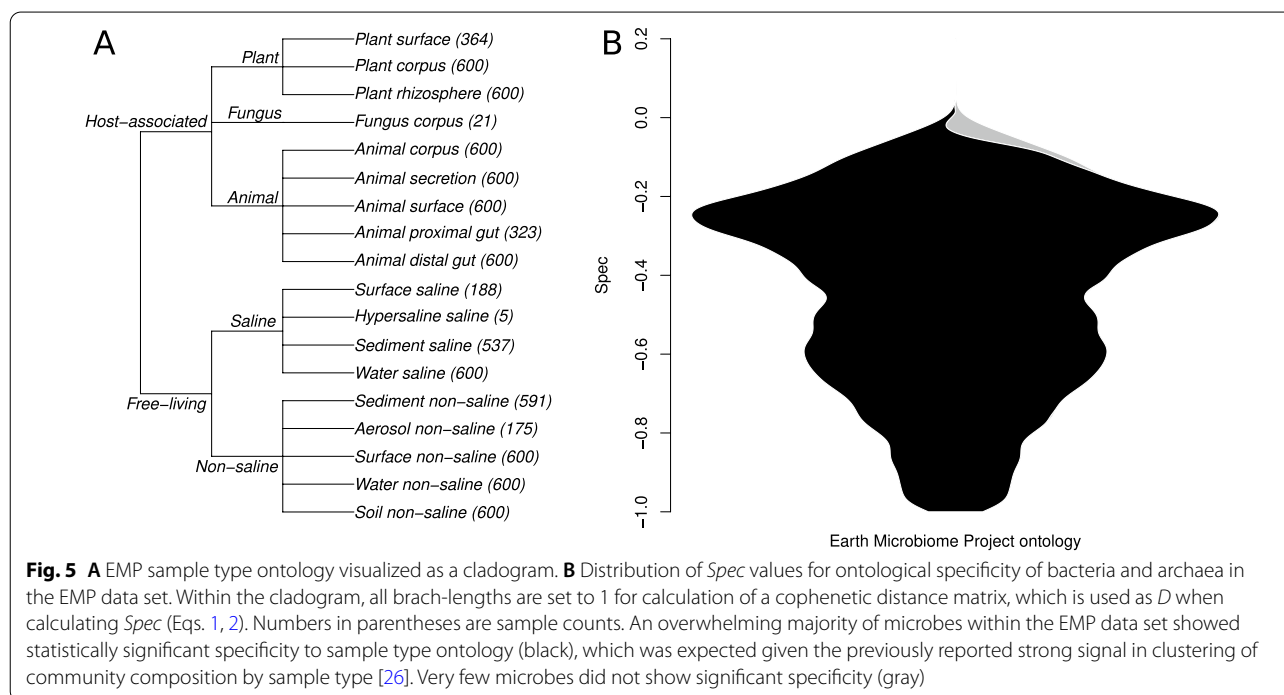 A
Plant surface (364)
Plant
Plant corpus (600)
Plant rhizosphere (600)
Host−associated
Fungus
Fungus corpus (21)
Animal corpus (600)
Animal secretion (600)
Animal
Animal surface (600)
Animal proximal gut (323)
Animal distal gut (600)
Surface saline (188)
Saline
Hypersaline saline (5)
Sediment saline (537)
Water saline (600)
Free−living
Sediment non−saline (591)
Aerosol non−saline (175)
Non−saline
Surface non−saline (600)
Water non−saline (600)
Soil non−saline (600)
B
0.2
0.0
−0.2
−0.4
−0.6
−0.8
−1.0
Spec
Earth Microbiome Project ontology
Fig. 5 A EMP sample type ontology visualized as a cladogram. B Distribution of Spec values for ontological specificity of bacteria and archaea in
the EMP data set. Within the cladogram, all brach-lengths are set to 1 for calculation of a cophenetic distance matrix, which is used as D when
calculating Spec (Eqs. 1, 2). Numbers in parentheses are sample counts. An overwhelming majority of microbes within the EMP data set showed
statistically significant specificity to sample type ontology (black), which was expected given the previously reported strong signal in clustering of
community composition by sample type [26]. Very few microbes did not show significant specificity (gray)